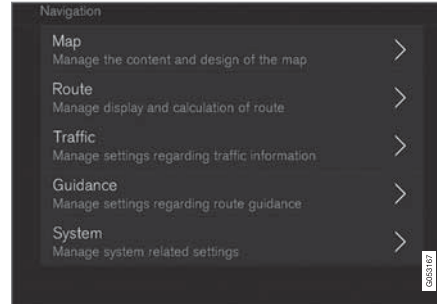 Navigation
Map
Manage the content and design of the map
Route
Manage display and calculation of route
Traffic
Manage settings regarding traffic information
Guidance
Manage settings regarding route guidance
System
Manage system related settings
G053167